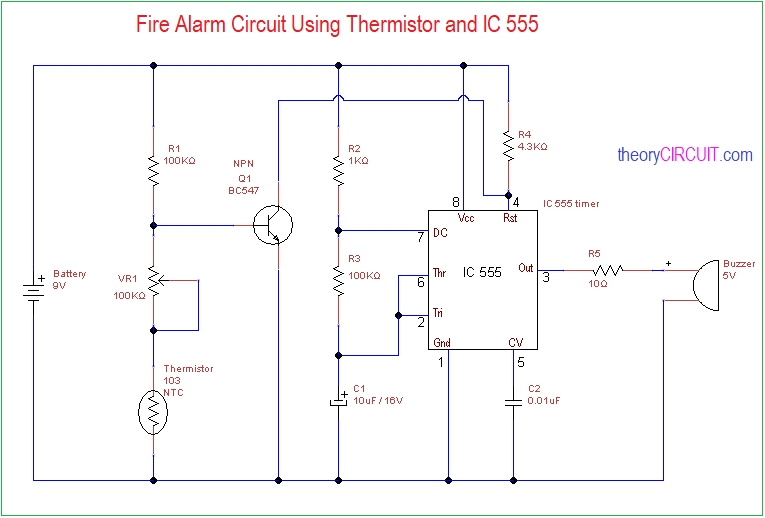 Fire Alarm Circuit Using Thermistor and IC 555
theoryCIRCUIT.com
R1
100KΩ
NPN
Q1
BC547
R2
1KΩ
R4
4.3KΩ
8
4
IC 555 timer
Vcc
Rst
7
DC
R3
100KΩ
Thr
6
IC 555
Out
3
R5
10Ω
+
Buzzer
5V
+
Battery
9V
VR1
100KΩ
Tri
2
Gnd
CV
1
5
Thermistor
103
NTC
+
C1
10uF / 16V
C2
0.01uF